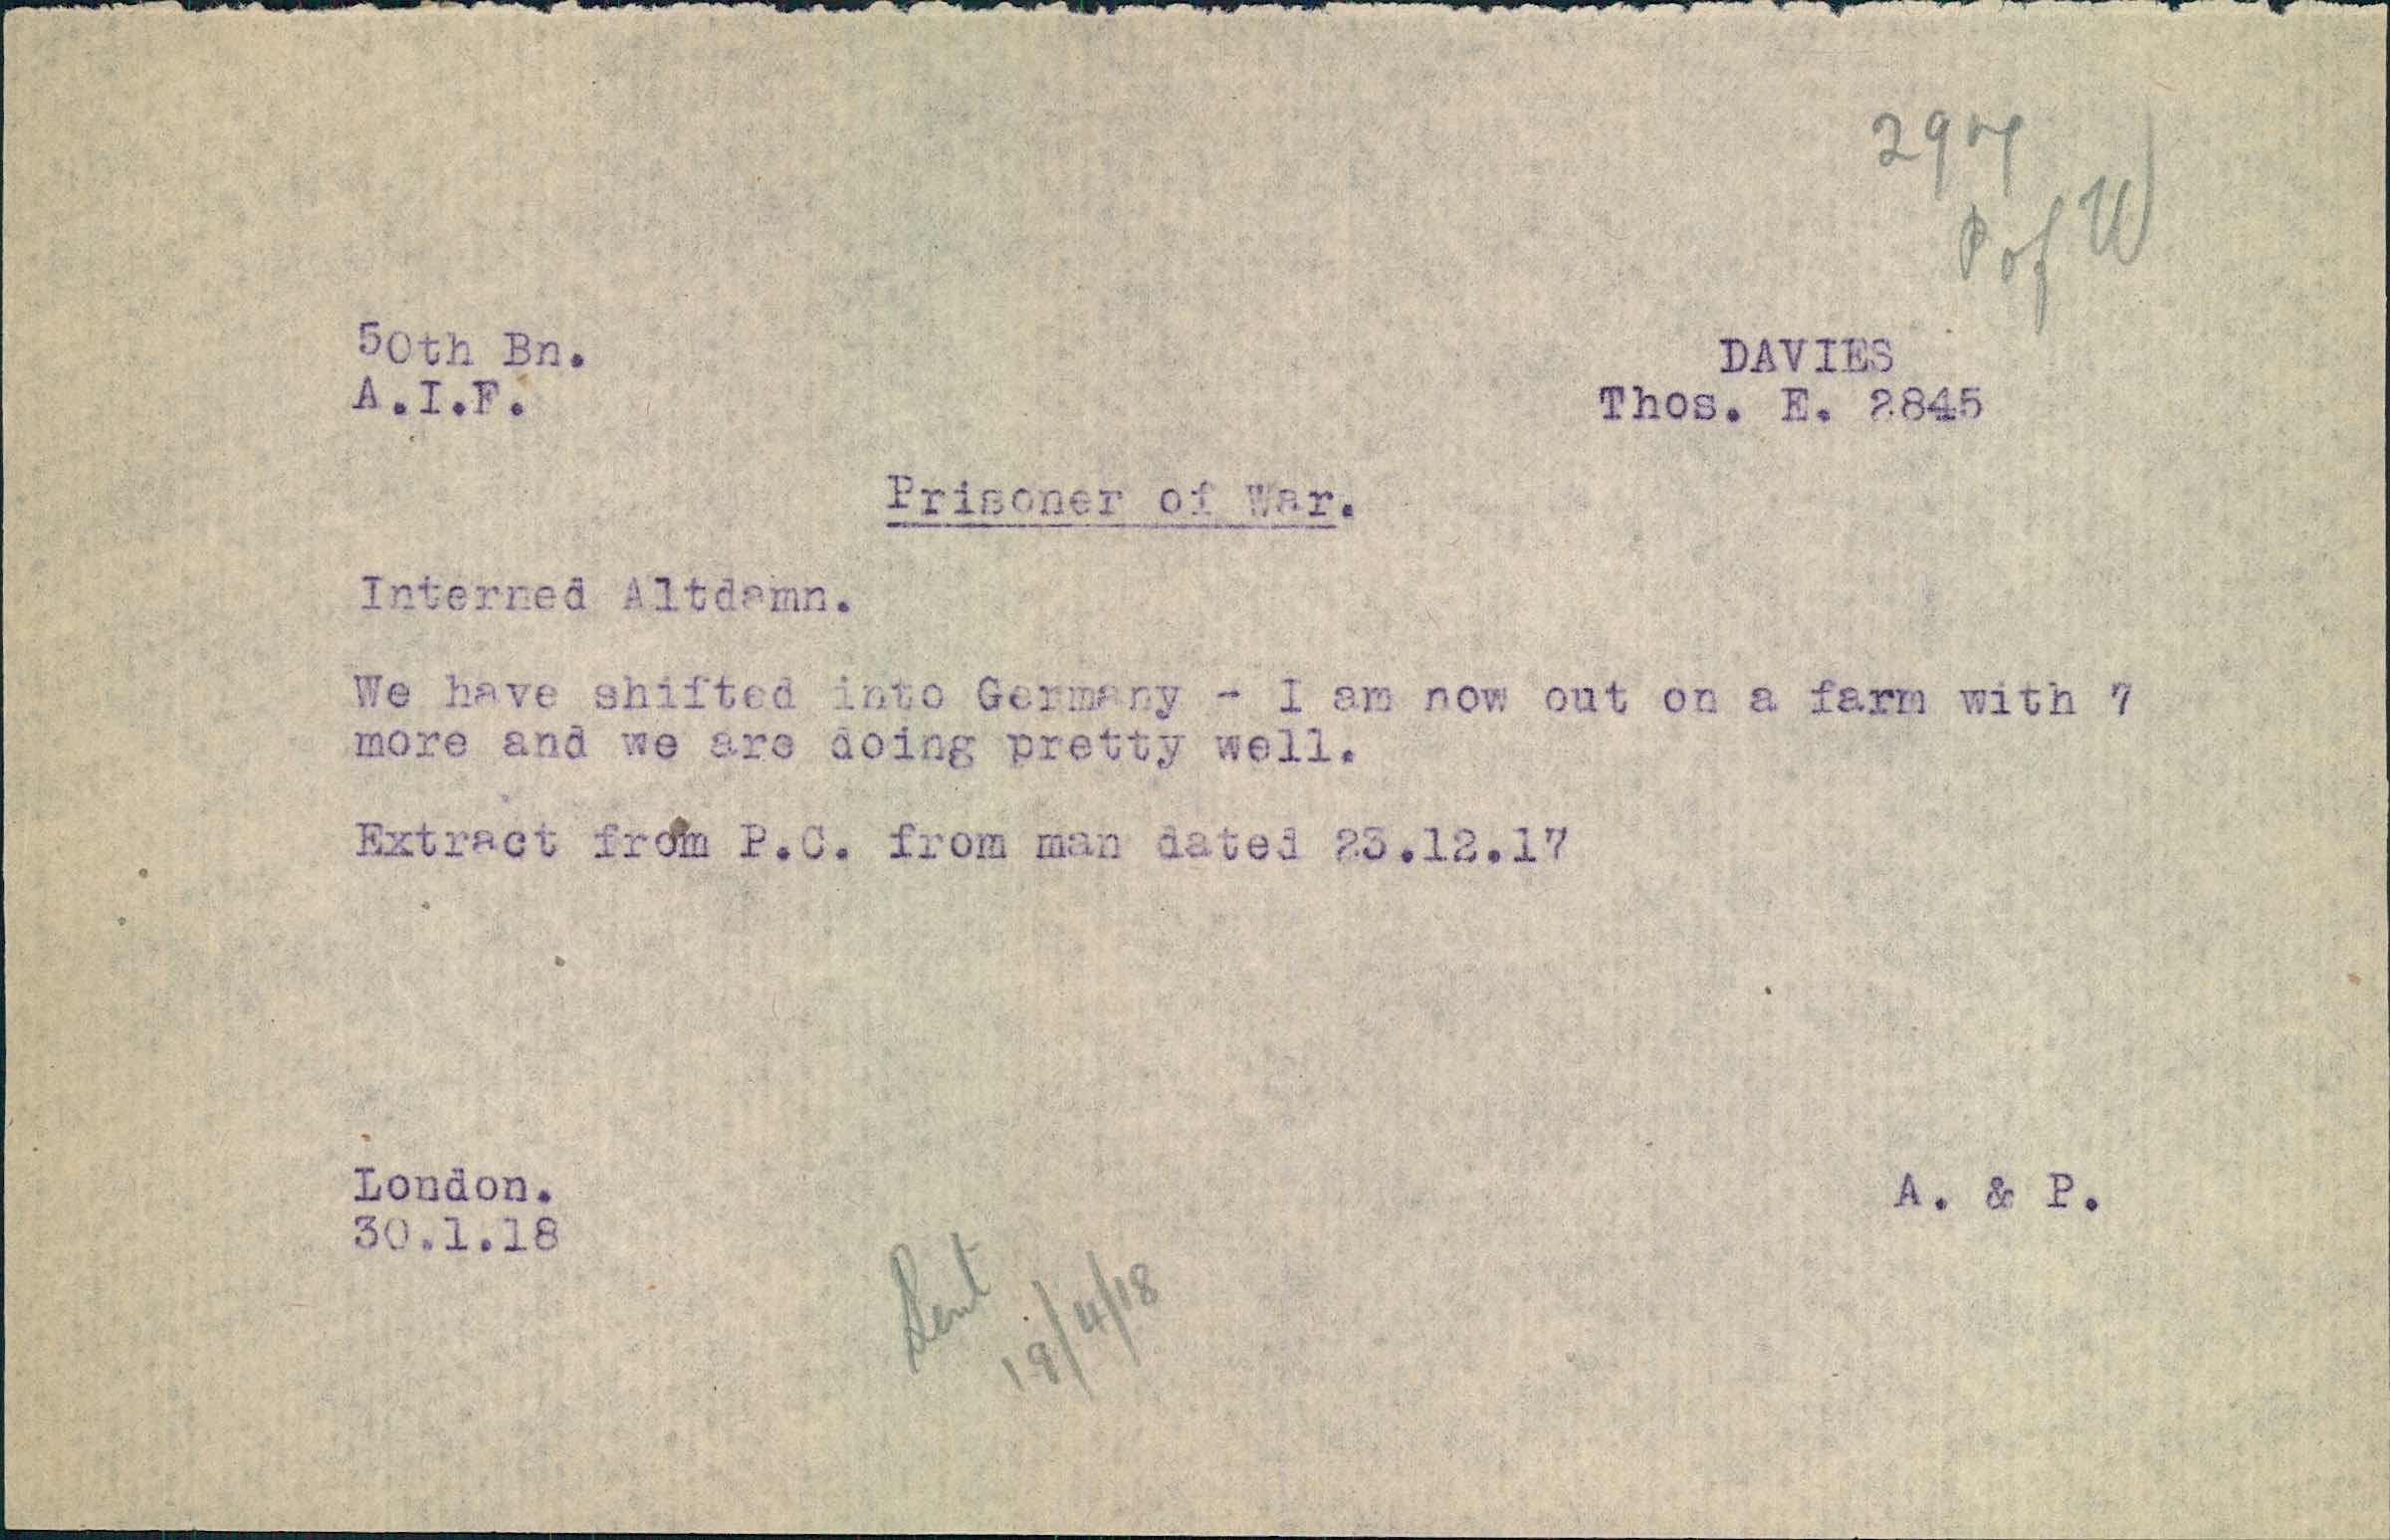 2977
P of W
50th Bn.
A.I.F.
DAVIES
Thos. E. 2845
Prisoner of War.
Interned Altdamn.
We have shifted into Germany - I am now out on a farm with 7
more and we are doing pretty well.
Extract from P.C. from man dated 23.12.17
London.
30.1.18
A. & P.
Sent
18/4/18